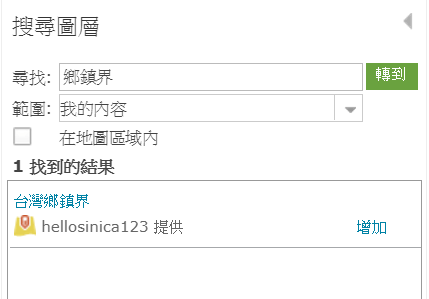 搜尋圖層
尋找: 鄉鎮界 轉到
範圍: 我的內容
在地圖區域內
1 找到的結果
台灣鄉鎮界
hellosinica123 提供 增加